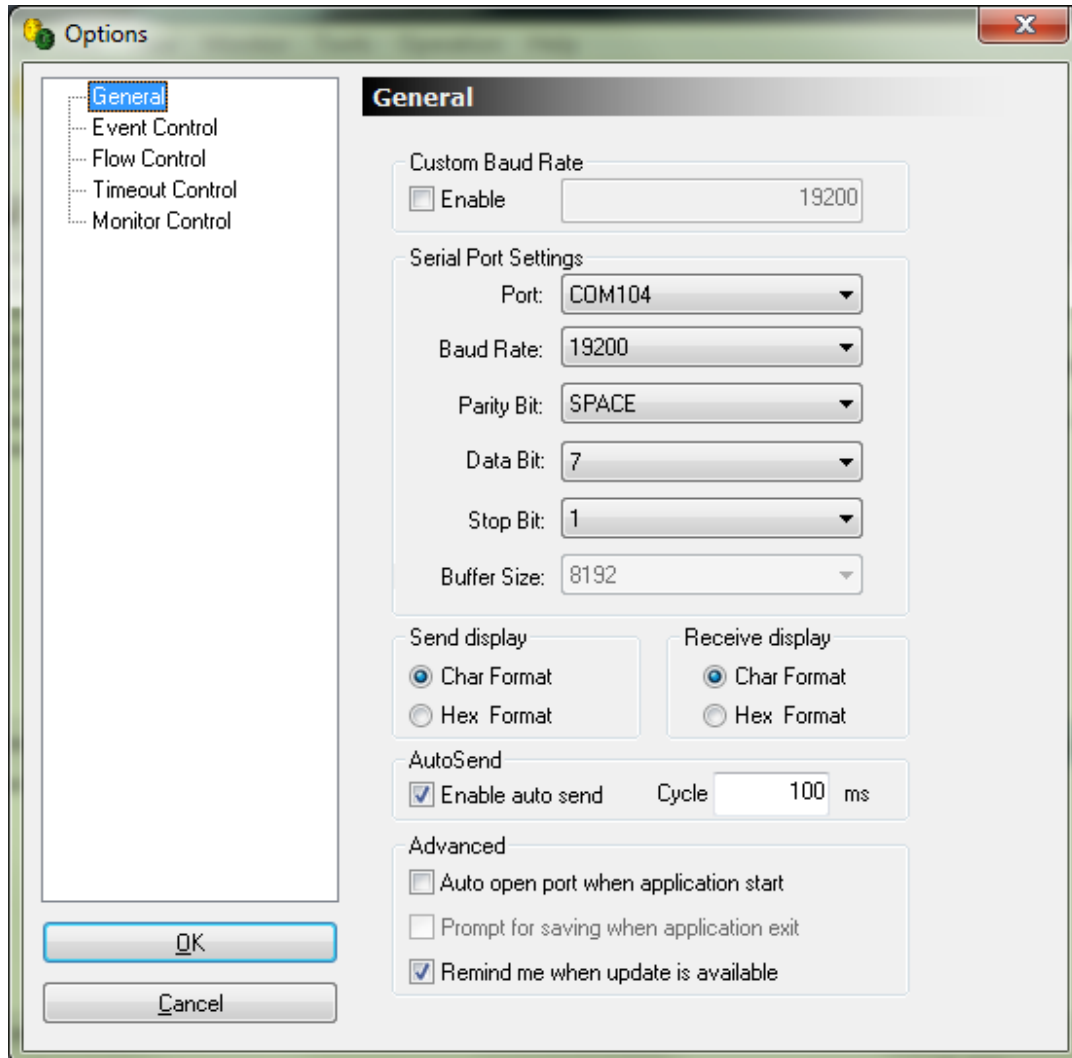 Options
General
Event Control
Flow Control
Timeout Control
Monitor Control
OK
Cancel
General
Custom Baud Rate
Enable 19200
Serial Port Settings
Port: COM104
Baud Rate: 19200
Parity Bit: SPACE
Data Bit: 7
Stop Bit: 1
Buffer Size: 8192
Send display
Char Format
Hex Format
Receive display
Char Format
Hex Format
AutoSend
Enable auto send Cycle 100 ms
Advanced
Auto open port when application start
Prompt for saving when application exit
Remind me when update is available